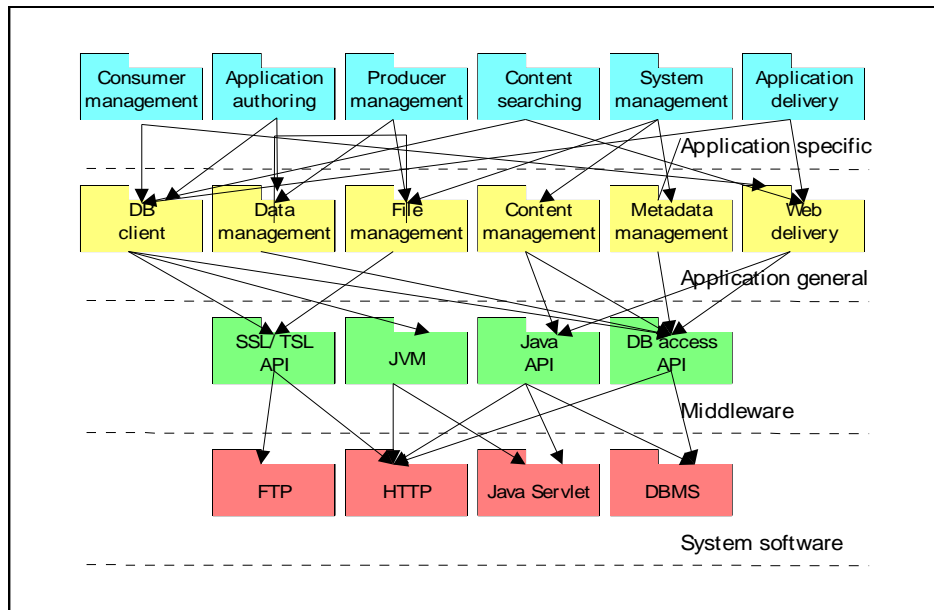 Consumer
management
Application
authoring
Producer
management
Content
searching
System
management
Application
delivery
Application specific
DB
client
Data
management
File
management
Content
management
Metadada
management
Web
delivery
Application general
SSL/ TSL
API
JVM
Java
API
DB access
API
Middleware
FTP
HTTP
Java Servlet
DBMS
System software